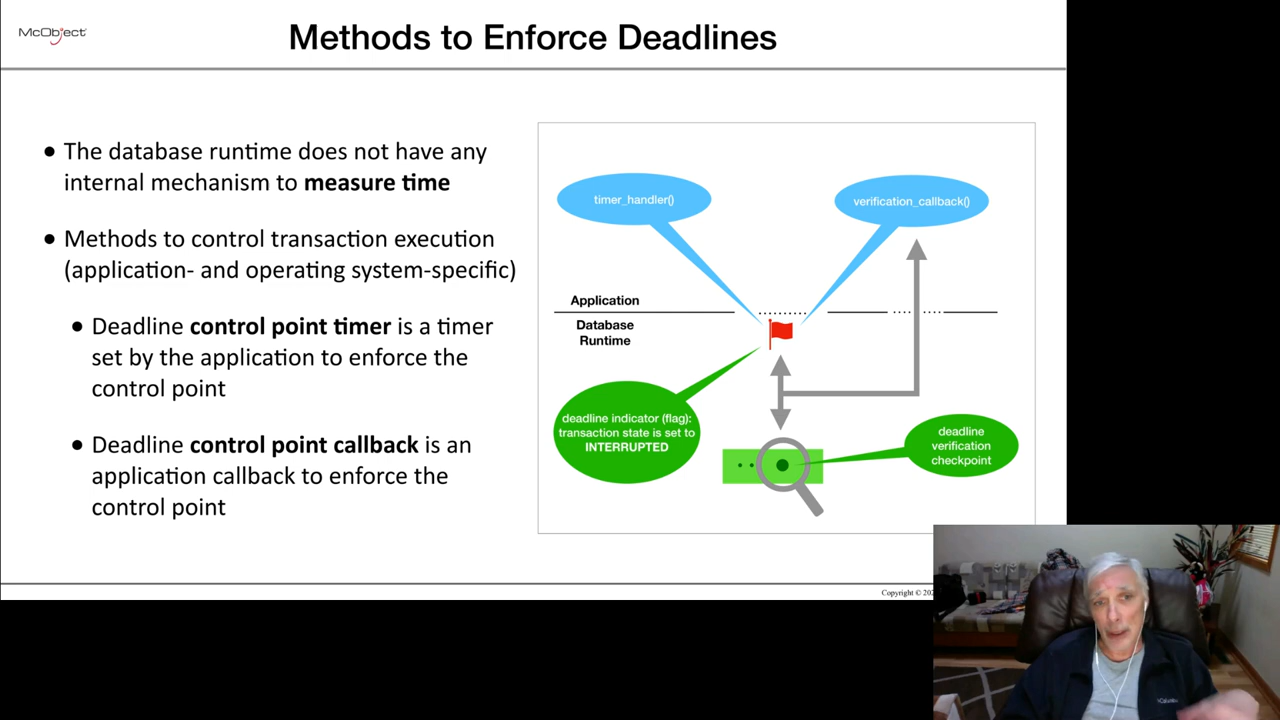 McObject
Methods to Enforce Deadlines
● The database runtime does not have any
internal mechanism to measure time
● Methods to control transaction execution
(application- and operating system-specific)
● Deadline control point timer is a timer
set by the application to enforce the
control point
● Deadline control point callback is an
application callback to enforce the
control point
timer_handler()
verification_callback()
Application
Database
Runtime
deadline indicator (flag):
transaction state is set to
INTERRUPTED
deadline
verification
checkpoint
Copyright ©
Columbia